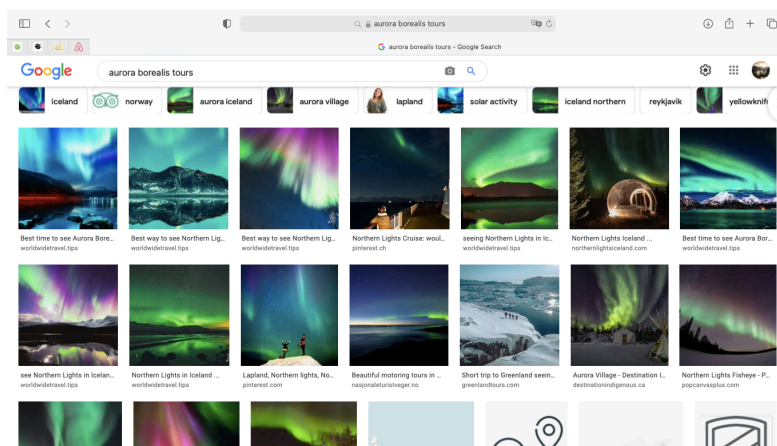 aurora borealis tours
aurora borealis tours - Google Search
Google
aurora borealis tours
iceland
norway
aurora iceland
aurora village
lapland
solar activity
iceland northern
reykjavik
yellowknife
Best time to see Aurora Bore...
worldwidetravel.tips
Best way to see Northern Lig...
worldwidetravel.tips
Best way to see Northern Lig...
worldwidetravel.tips
Northern Lights Cruise: woul...
pinterest.ch
seeing Northern Lights in Ic...
worldwidetravel.tips
Northern Lights Iceland ...
northernlightsiceland.com
Best time to see Aurora Bor...
worldwidetravel.tips
see Northern Lights in Icelan...
worldwidetravel.tips
Northern Lights in Iceland ...
worldwidetravel.tips
Lapland, Northern lights, No...
pinterest.com
Beautiful motoring tours in ...
nasjonaleturistveger.no
Short trip to Greenland seein...
greenlandtours.com
Aurora Village - Destination I...
destinationindigenous.ca
Northern Lights Fisheye - P...
popcanvasplus.com